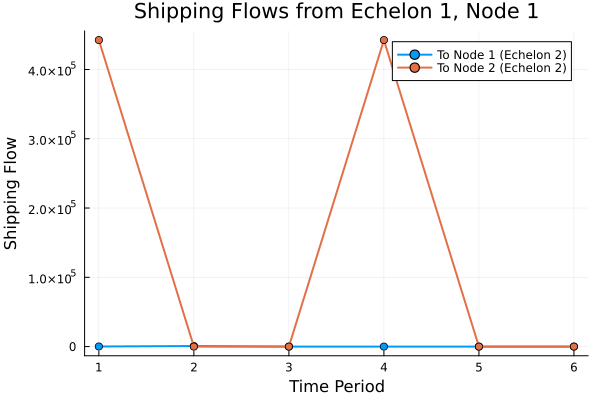 Shipping Flows from Echelon 1, Node 1
To Node 1 (Echelon 2)
To Node 2 (Echelon 2)
Shipping Flow
4.0×10⁵
3.0×10⁵
2.0×10⁵
1.0×10⁵
0
1 2 3 4 5 6
Time Period